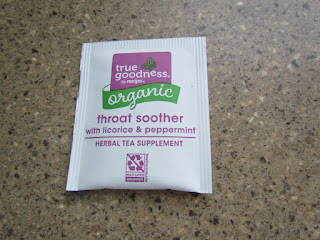 true
goodness®
by meijer
organic
throat soother
with licorice & peppermint
HERBAL TEA SUPPLEMENT